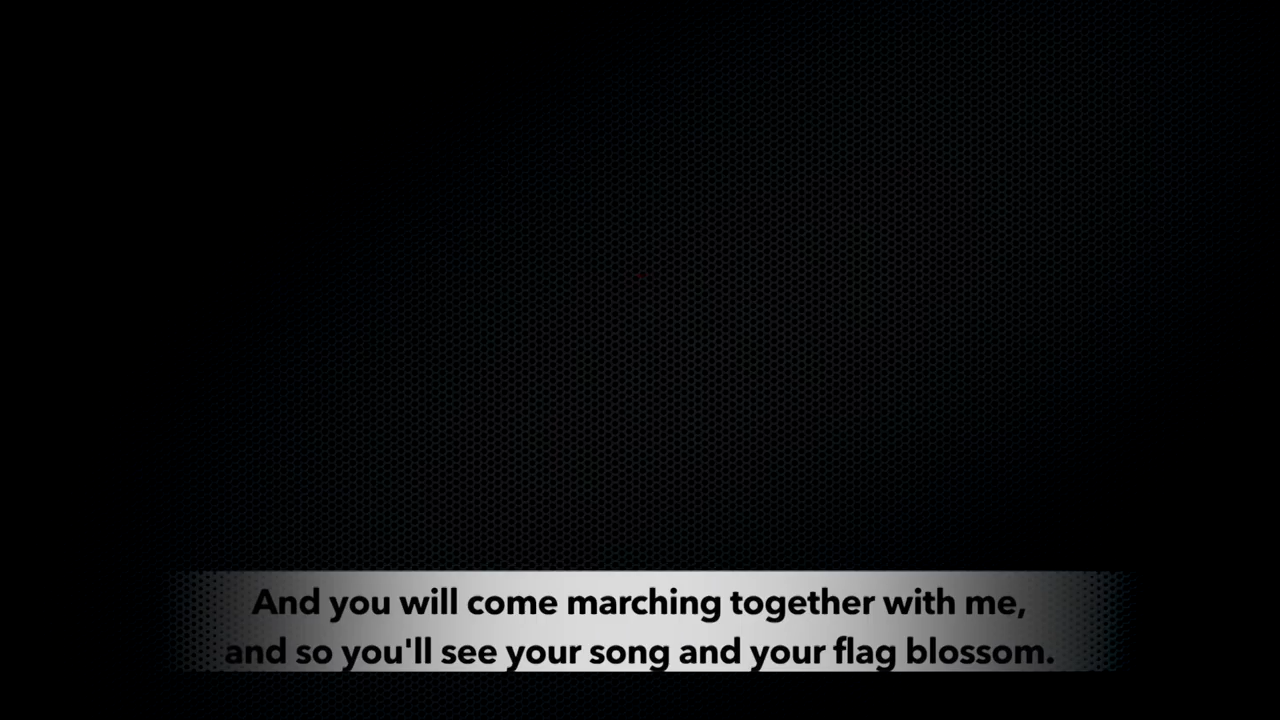 And you will come marching together with me,
and so you'll see your song and your flag blossom.